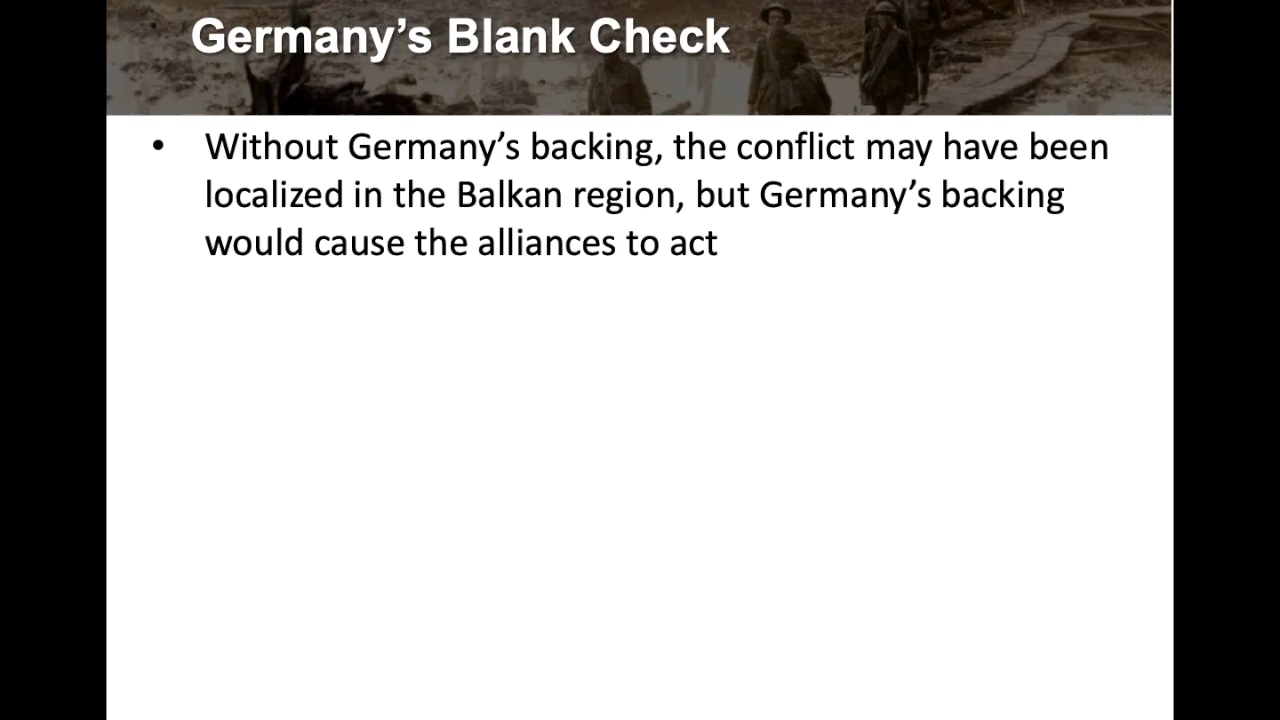 Germany’s Blank Check
• Without Germany’s backing, the conflict may have been
localized in the Balkan region, but Germany’s backing
would cause the alliances to act